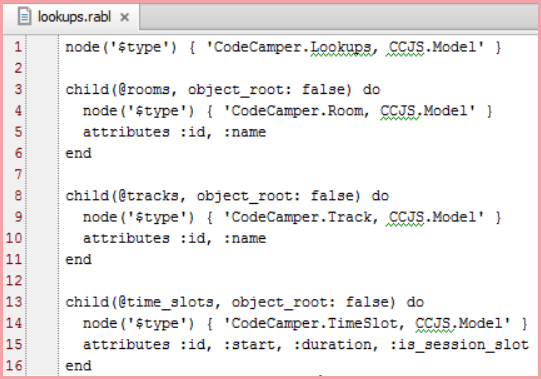 lookups.rabl
1 node('$type') { 'CodeCamper.Lookups, CCJS.Model' }
2
3 child(@rooms, object_root: false) do
4   node('$type') { 'CodeCamper.Room, CCJS.Model' }
5   attributes :id, :name
6 end
7
8 child(@tracks, object_root: false) do
9   node('$type') { 'CodeCamper.Track, CCJS.Model' }
10   attributes :id, :name
11 end
12
13 child(@time_slots, object_root: false) do
14   node('$type') { 'CodeCamper.TimeSlot, CCJS.Model' }
15   attributes :id, :start, :duration, :is_session_slot
16 end